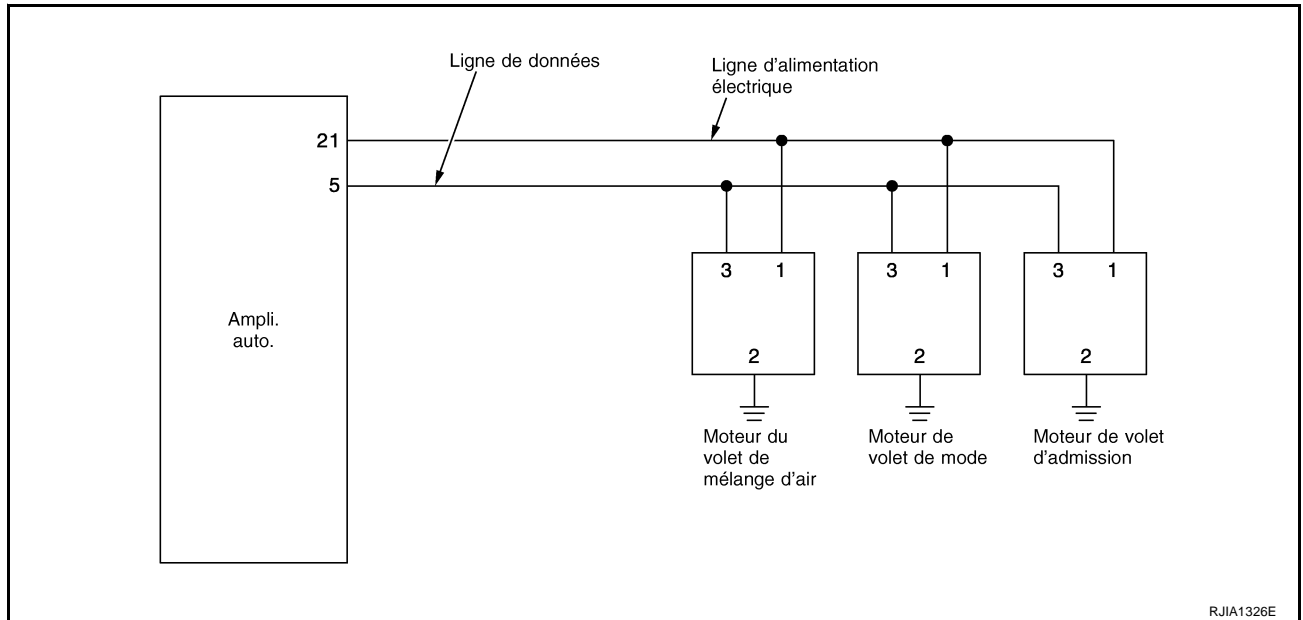 Ligne de données
Ligne d'alimentation
électrique
21
5
Ampli.
auto.
3 1
2
3 1
2
3 1
2
Moteur du
volet de
mélange d'air
Moteur de
volet de mode
Moteur de volet
d'admission
RJIA1326E